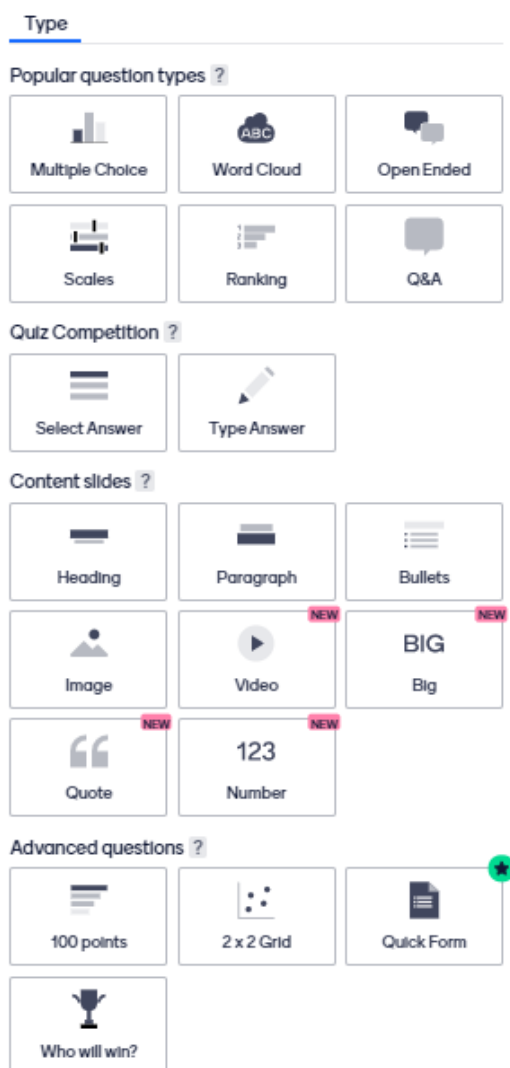 Type
Popular question types ?
ABC
Multiple Choice Word Cloud Open Ended
Scales Ranking Q&A
Quiz Competition ?
Select Answer Type Answer
Content slides ?
Heading Paragraph Bullets
NEW NEW
BIG
Image Video Big
NEW NEW
123
Quote Number
Advanced questions ?
100 points 2 x 2 Grid Quick Form
Who will win?